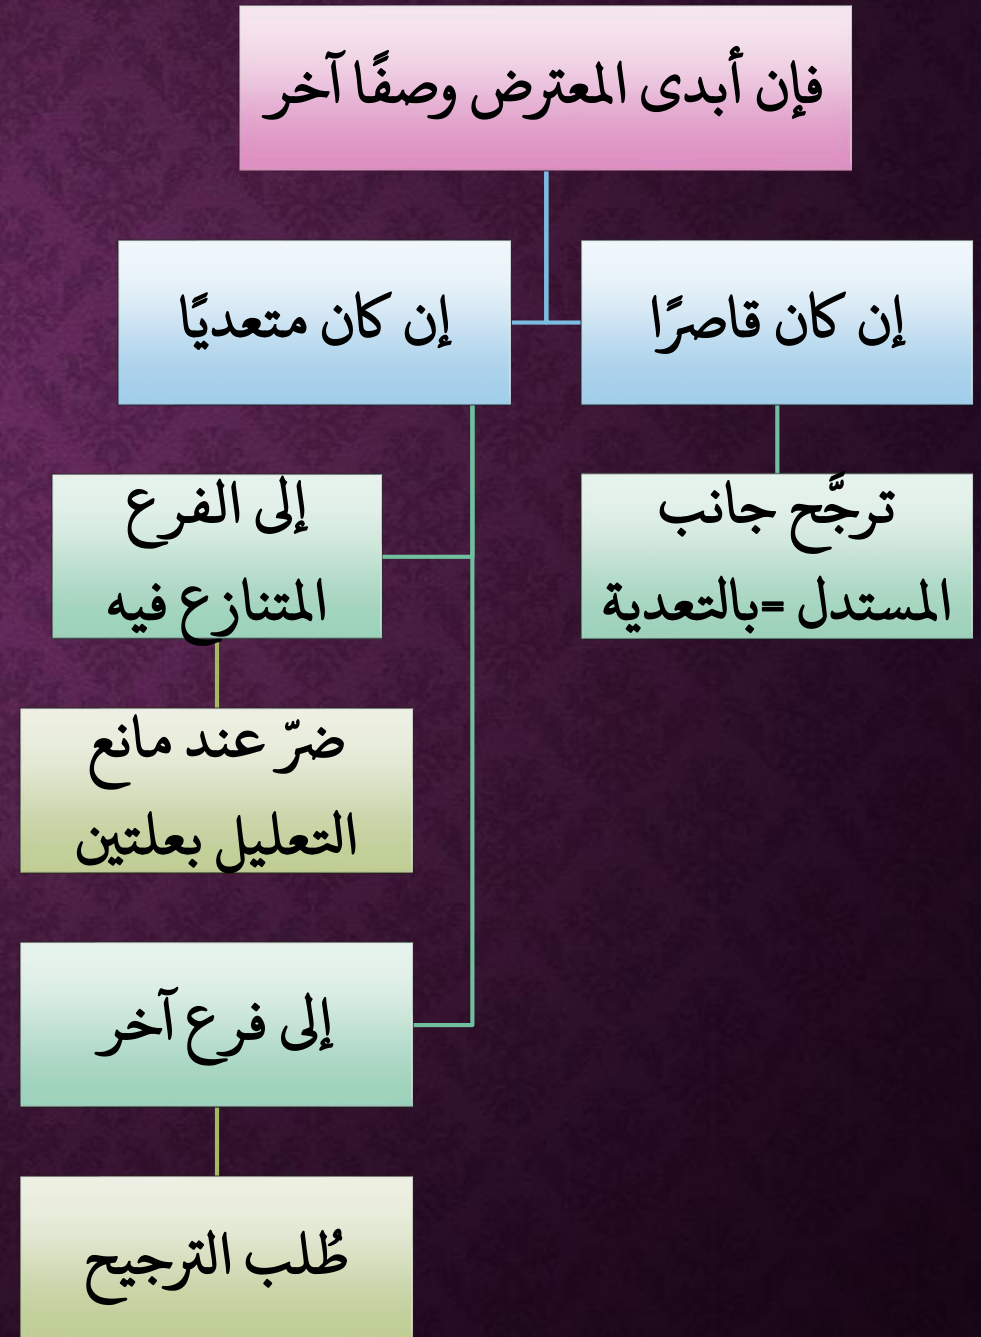 فإن أبدى المعترض وصفًا آخر
إن كان قاصرًا
إن كان متعديًا
ترجَّح جانب
المستدل =بالتعدية
إلى الفرع
المتنازع فيه
ضرّ عند مانع
التعليل بعلتين
إلى فرع آخر
طُلب الترجيح